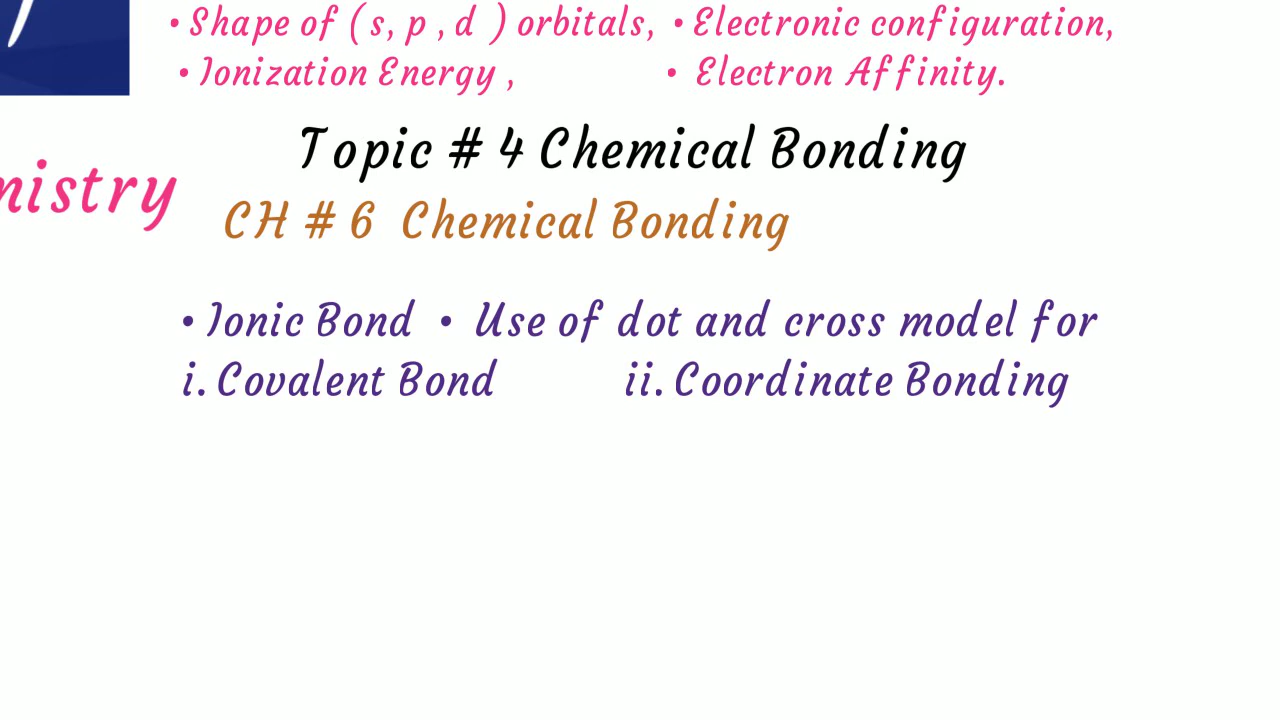 • Shape of ( s, p , d ) orbitals, • Electronic configuration,
• Ionization Energy , • Electron Affinity.
Topic # 4 Chemical Bonding
CH # 6 Chemical Bonding
• Ionic Bond • Use of dot and cross model for
i. Covalent Bond ii. Coordinate Bonding